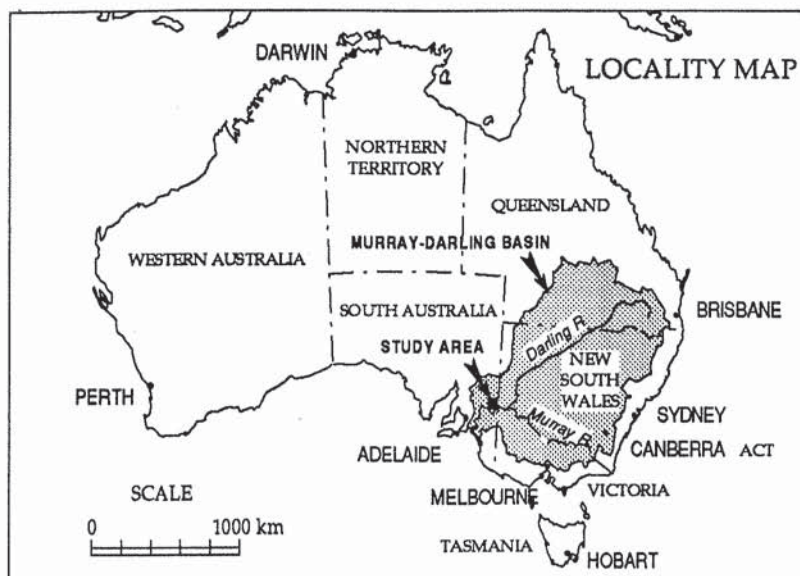 DARWIN
LOCALITY MAP
NORTHERN
TERRITORY
QUEENSLAND
MURRAY-DARLING BASIN
WESTERN AUSTRALIA
SOUTH AUSTRALIA
BRISBANE
Darling R.
STUDY AREA
NEW
SOUTH
WALES
PERTH
Murray R.
SYDNEY
ADELAIDE
CANBERRA ACT
SCALE
MELBOURNE
VICTORIA
0 1000 km
TASMANIA
HOBART